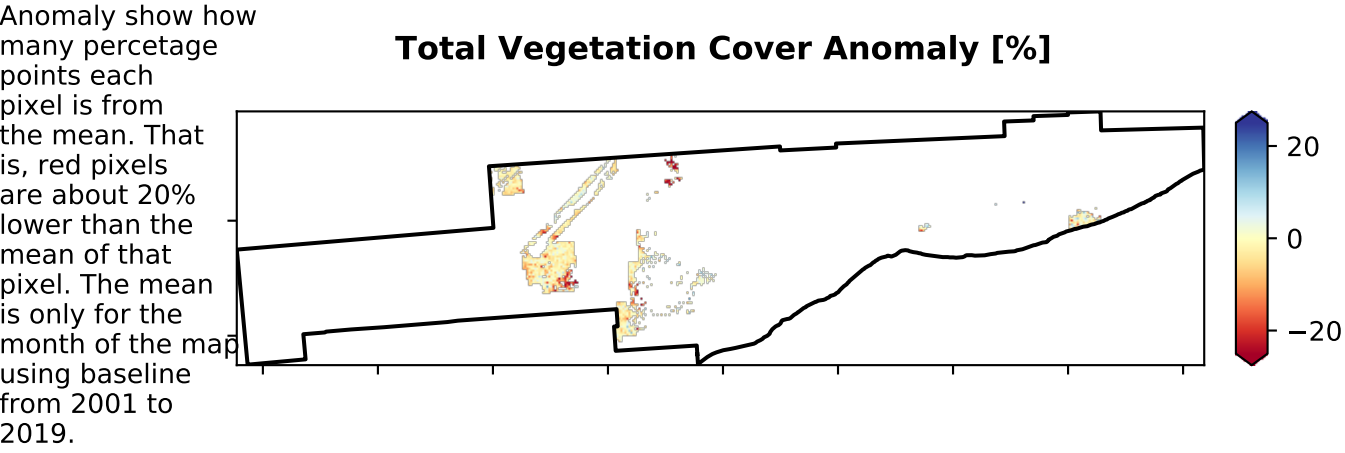 Anomaly show how
many percetage
points each
pixel is from
the mean. That
is, red pixels
are about 20%
lower than the
mean of that
pixel. The mean
is only for the
month of the map
using baseline
from 2001 to
2019.
Total Vegetation Cover Anomaly [%]
20
0
−20